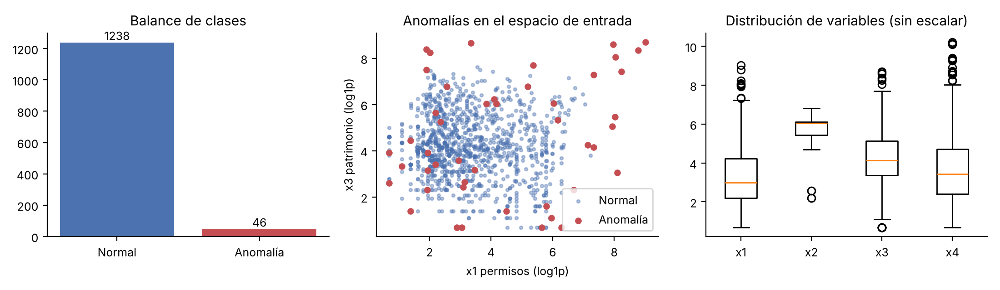 Balance de clases
1238
46
1200
1000
800
600
400
200
0
Normal
Anomalía
Anomalías en el espacio de entrada
x3 patrimonio (log1p)
8
6
4
2
Normal
Anomalía
2
4
6
8
x1 permisos (log1p)
Distribución de variables (sin escalar)
10
8
6
4
2
x1
x2
x3
x4